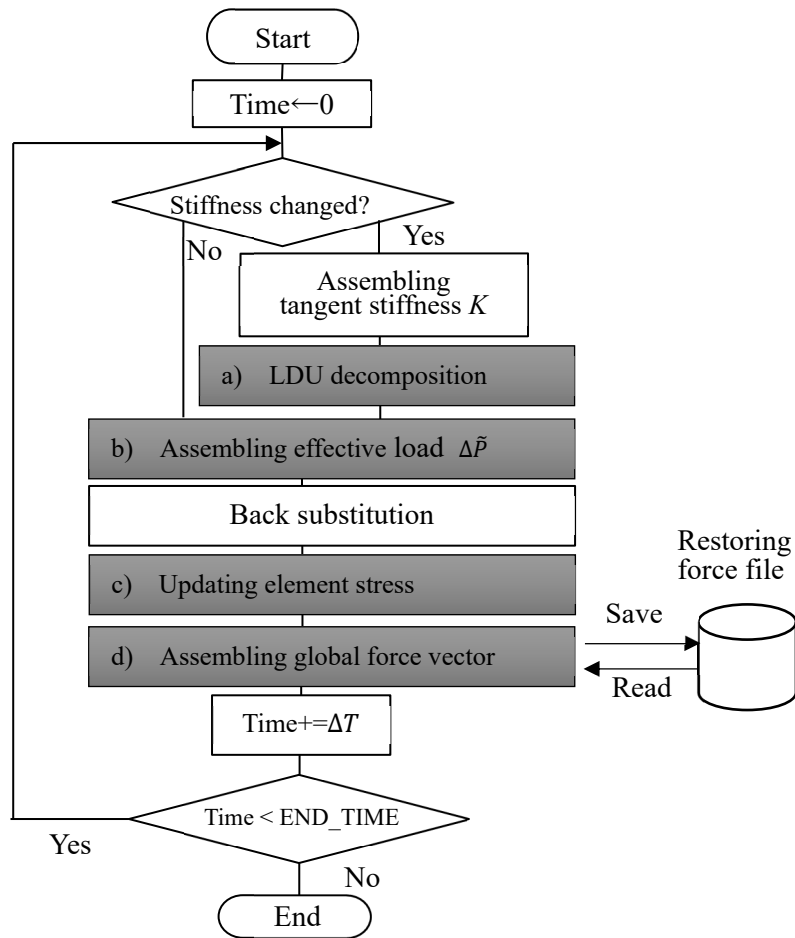 Start
Time←0
Stiffness changed?
No
Yes
Assembling
tangent stiffness K
a) LDU decomposition
b) Assembling effective load ΔP̃
Back substitution
c) Updating element stress
Restoring
force file
d) Assembling global force vector
Save
Read
Time+=ΔT
Time < END_TIME
Yes
No
End